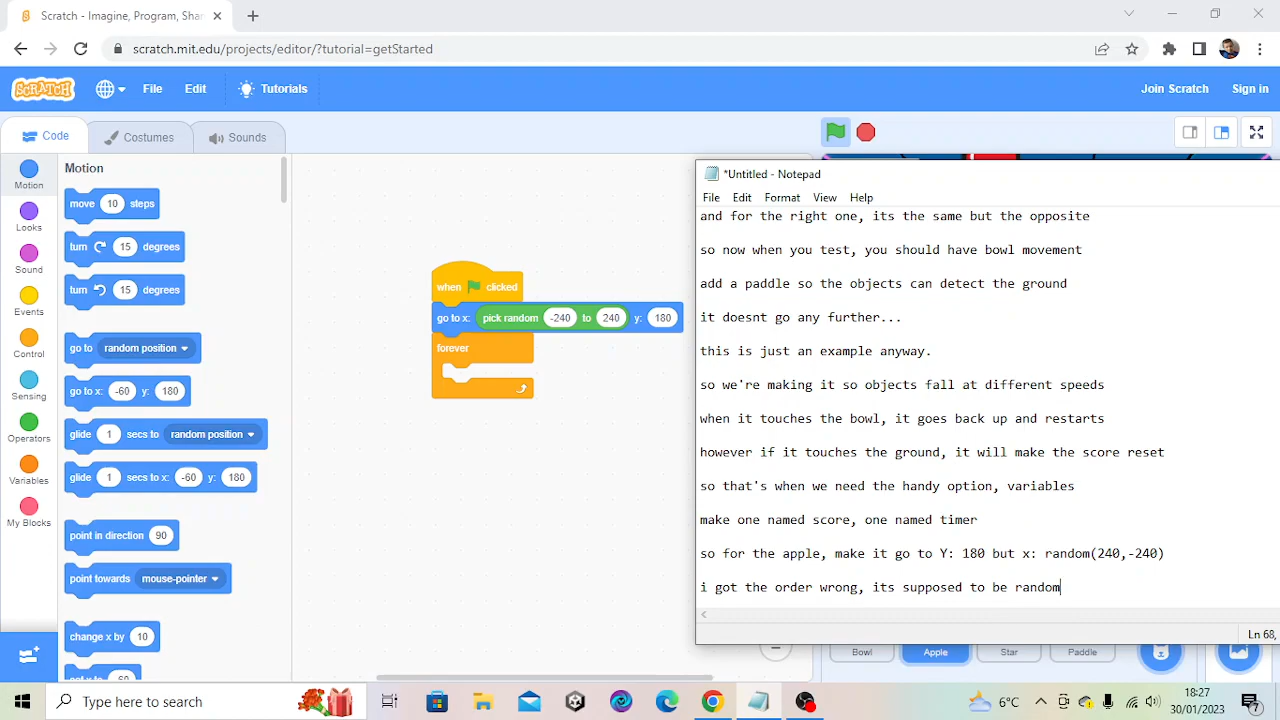 Scratch - Imagine, Program, Shar
scratch.mit.edu/projects/editor/?tutorial=getStarted
SCRATCH File Edit Tutorials Join Scratch Sign in
Code Costumes Sounds
Motion
Looks
Sound
Events
Control
Sensing
Operators
Variables
My Blocks
Motion
move 10 steps
turn 15 degrees
turn 15 degrees
go to random position
go to x: -60 y: 180
glide 1 secs to random position
glide 1 secs to x: -60 y: 180
point in direction 90
point towards mouse-pointer
change x by 10
when clicked
go to x: pick random -240 to 240 y: 180
forever
*Untitled - Notepad
File Edit Format View Help
and for the right one, its the same but the opposite
so now when you test, you should have bowl movement
add a paddle so the objects can detect the ground
it doesnt go any further...
this is just an example anyway.
so we're making it so objects fall at different speeds
when it touches the bowl, it goes back up and restarts
however if it touches the ground, it will make the score reset
so that's when we need the handy option, variables
make one named score, one named timer
so for the apple, make it go to Y: 180 but x: random(240,-240)
i got the order wrong, its supposed to be random
Ln 68,
Bowl Apple Star Paddle
Type here to search
6°C
18:27
30/01/2023
7